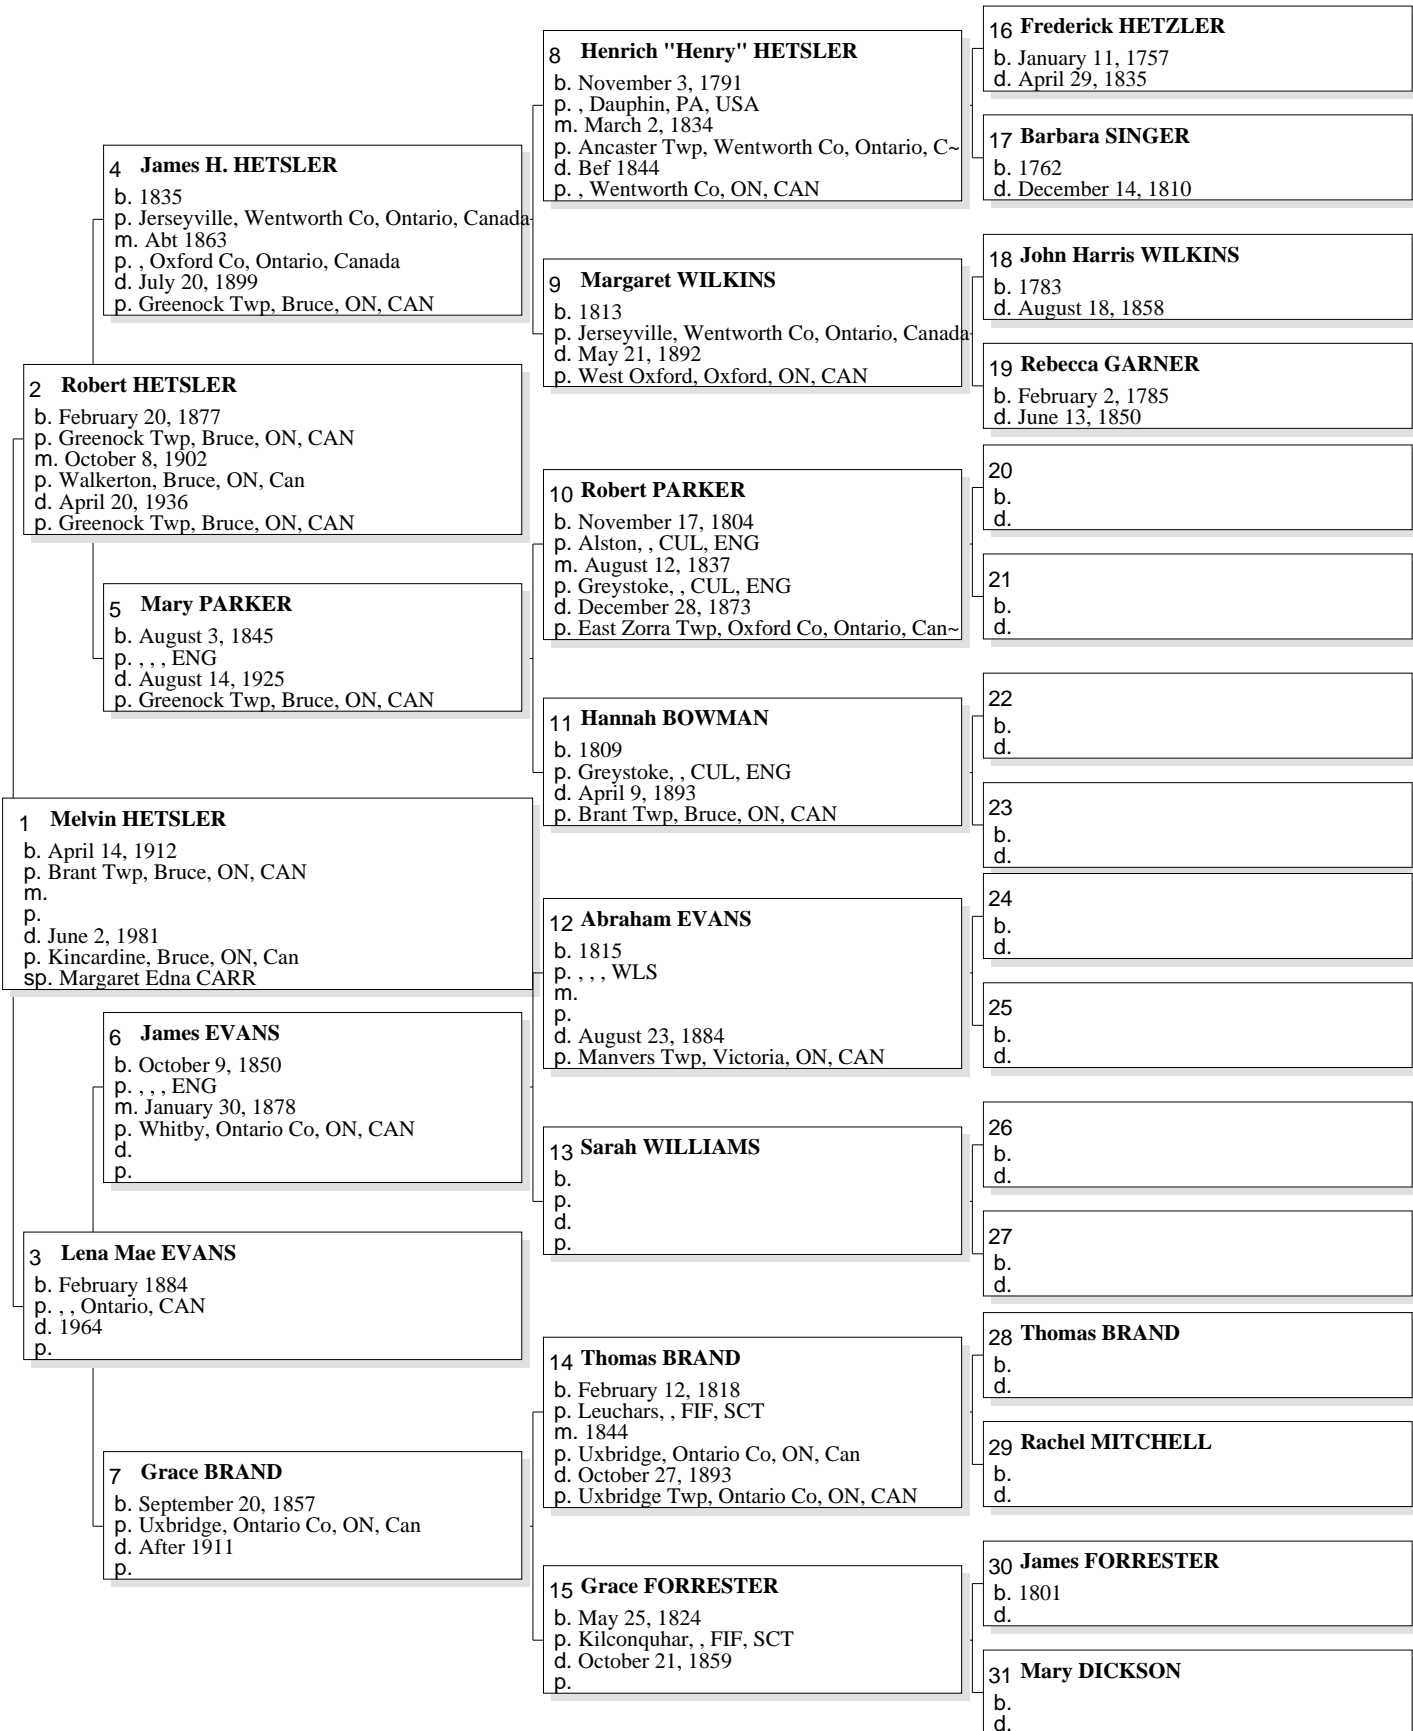 1 Melvin HETSLER
b. April 14, 1912
p. Brant Twp, Bruce, ON, CAN
m.
p.
d. June 2, 1981
p. Kincardine, Bruce, ON, Can
sp. Margaret Edna CARR
2 Robert HETSLER
b. February 20, 1877
p. Greenock Twp, Bruce, ON, CAN
m. October 8, 1902
p. Walkerton, Bruce, ON, Can
d. April 20, 1936
p. Greenock Twp, Bruce, ON, CAN
3 Lena Mae EVANS
b. February 1884
p. , , Ontario, CAN
d. 1964
p.
4 James H. HETSLER
b. 1835
p. Jerseyville, Wentworth Co, Ontario, Canada
m. Abt 1863
p. , Oxford Co, Ontario, Canada
d. July 20, 1899
p. Greenock Twp, Bruce, ON, CAN
5 Mary PARKER
b. August 3, 1845
p. , , , ENG
d. August 14, 1925
p. Greenock Twp, Bruce, ON, CAN
6 James EVANS
b. October 9, 1850
p. , , , ENG
m. January 30, 1878
p. Whitby, Ontario Co, ON, CAN
d.
p.
7 Grace BRAND
b. September 20, 1857
p. Uxbridge, Ontario Co, ON, Can
d. After 1911
p.
8 Henrich "Henry" HETSLER
b. November 3, 1791
p. , Dauphin, PA, USA
m. March 2, 1834
p. Ancaster Twp, Wentworth Co, Ontario, C~
d. Bef 1844
p. , Wentworth Co, ON, CAN
9 Margaret WILKINS
b. 1813
p. Jerseyville, Wentworth Co, Ontario, Canada
d. May 21, 1892
p. West Oxford, Oxford, ON, CAN
10 Robert PARKER
b. November 17, 1804
p. Alston, , CUL, ENG
m. August 12, 1837
p. Greystoke, , CUL, ENG
d. December 28, 1873
p. East Zorra Twp, Oxford Co, Ontario, Can~
11 Hannah BOWMAN
b. 1809
p. Greystoke, , CUL, ENG
d. April 9, 1893
p. Brant Twp, Bruce, ON, CAN
12 Abraham EVANS
b. 1815
p. , , , WLS
m.
p.
d. August 23, 1884
p. Manvers Twp, Victoria, ON, CAN
13 Sarah WILLIAMS
b.
p.
d.
p.
14 Thomas BRAND
b. February 12, 1818
p. Leuchars, , FIF, SCT
m. 1844
p. Uxbridge, Ontario Co, ON, Can
d. October 27, 1893
p. Uxbridge Twp, Ontario Co, ON, CAN
15 Grace FORRESTER
b. May 25, 1824
p. Kilconquhar, , FIF, SCT
d. October 21, 1859
p.
16 Frederick HETZLER
b. January 11, 1757
d. April 29, 1835
17 Barbara SINGER
b. 1762
d. December 14, 1810
18 John Harris WILKINS
b. 1783
d. August 18, 1858
19 Rebecca GARNER
b. February 2, 1785
d. June 13, 1850
20
b.
d.
21
b.
d.
22
b.
d.
23
b.
d.
24
b.
d.
25
b.
d.
26
b.
d.
27
b.
d.
28 Thomas BRAND
b.
d.
29 Rachel MITCHELL
b.
d.
30 James FORRESTER
b. 1801
d.
31 Mary DICKSON
b.
d.